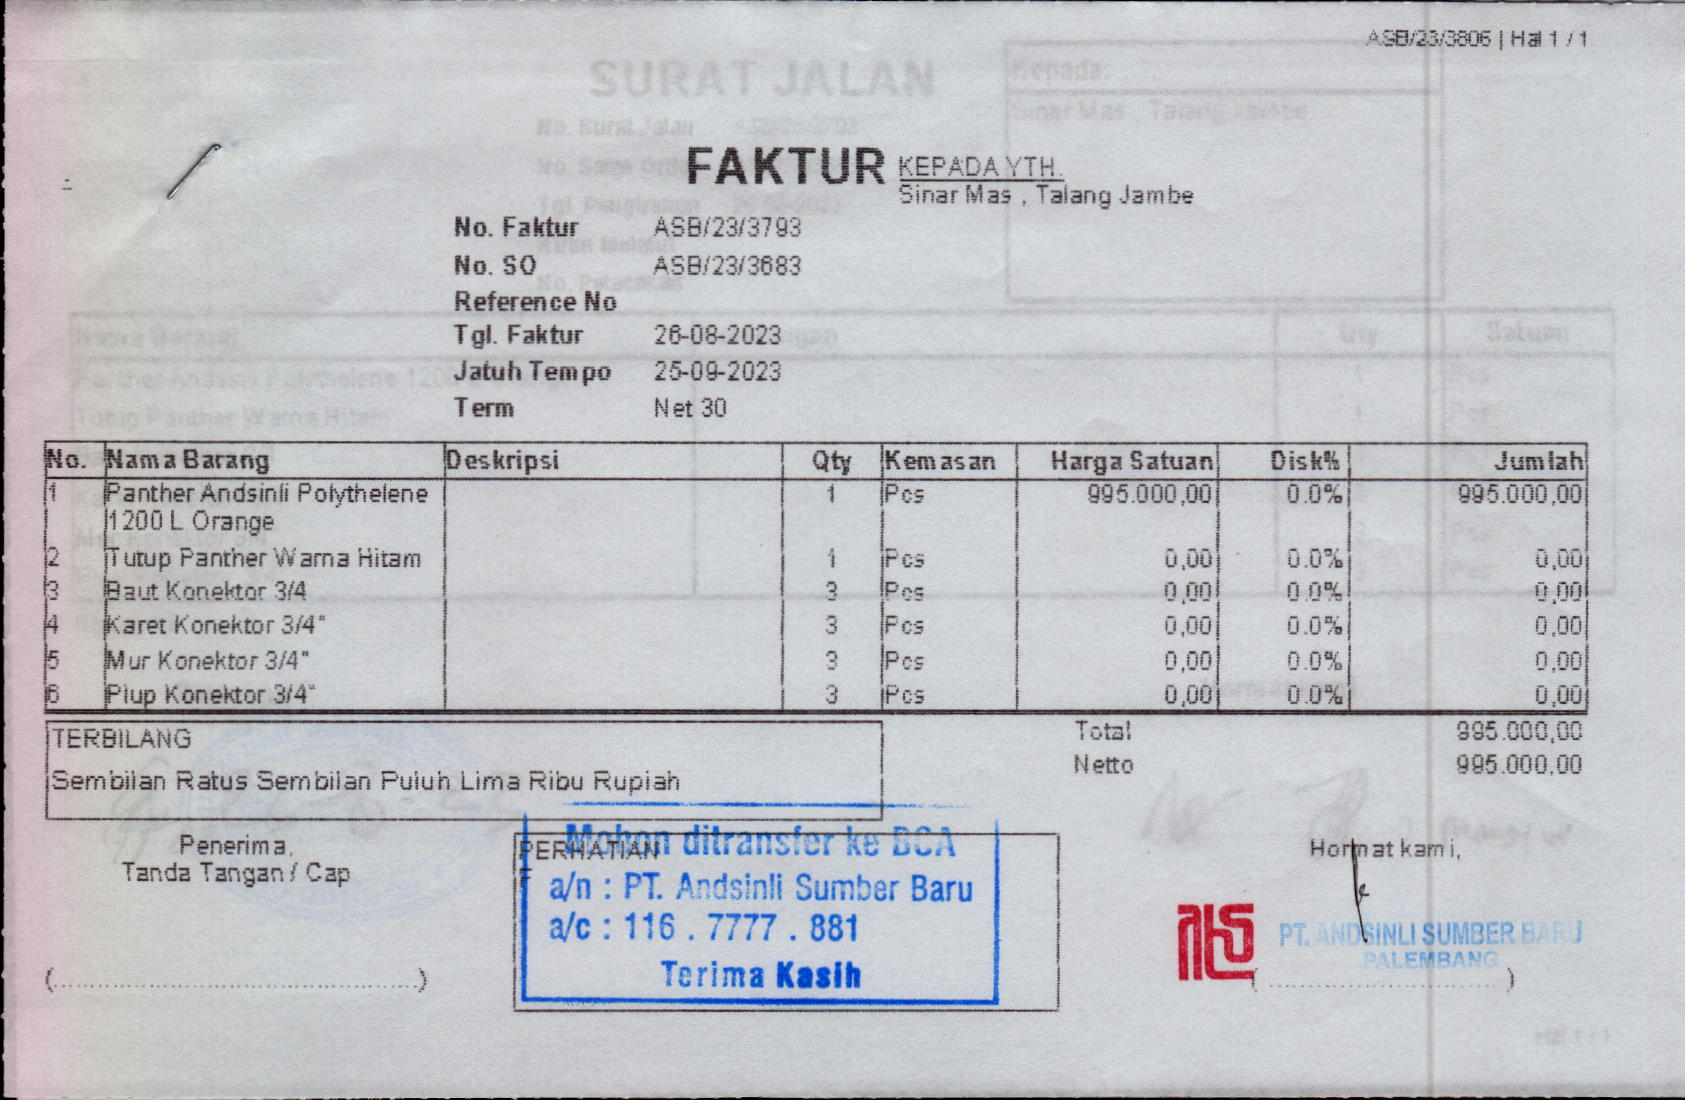 ASB/23/3806 | Hal 1 / 1
SURAT JALAN
Kepada:
Sinar Mas , Talang Jambe
FAKTUR
KEPADA YTH.
Sinar Mas , Talang Jambe
No. Faktur ASB/23/3793
No. SO ASB/23/3683
Reference No
Tgl. Faktur 26-08-2023
Jatuh Tempo 25-09-2023
Term Net 30
No. Nama Barang Deskripsi Qty Kemasan Harga Satuan Disk% Jumlah
1 Panther Andsinli Polythelene 1 Pcs 995.000,00 0.0% 995.000,00
1200 L Orange
2 Tutup Panther Warna Hitam 1 Pcs 0,00 0.0% 0,00
3 Baut Konektor 3/4 3 Pcs 0,00 0.0% 0,00
4 Karet Konektor 3/4" 3 Pcs 0,00 0.0% 0,00
5 Mur Konektor 3/4" 3 Pcs 0,00 0.0% 0,00
6 Plup Konektor 3/4" 3 Pcs 0,00 0.0% 0,00
Total 995.000,00
Netto 995.000,00
TERBILANG
Sembilan Ratus Sembilan Puluh Lima Ribu Rupiah
Penerima,
Tanda Tangan / Cap
PERHATIAN
Mohon ditransfer ke BCA
a/n : PT. Andsinli Sumber Baru
a/c : 116 . 7777 . 881
Terima Kasih
Hormat kami,
PT. ANDSINLI SUMBER BARU
PALEMBANG